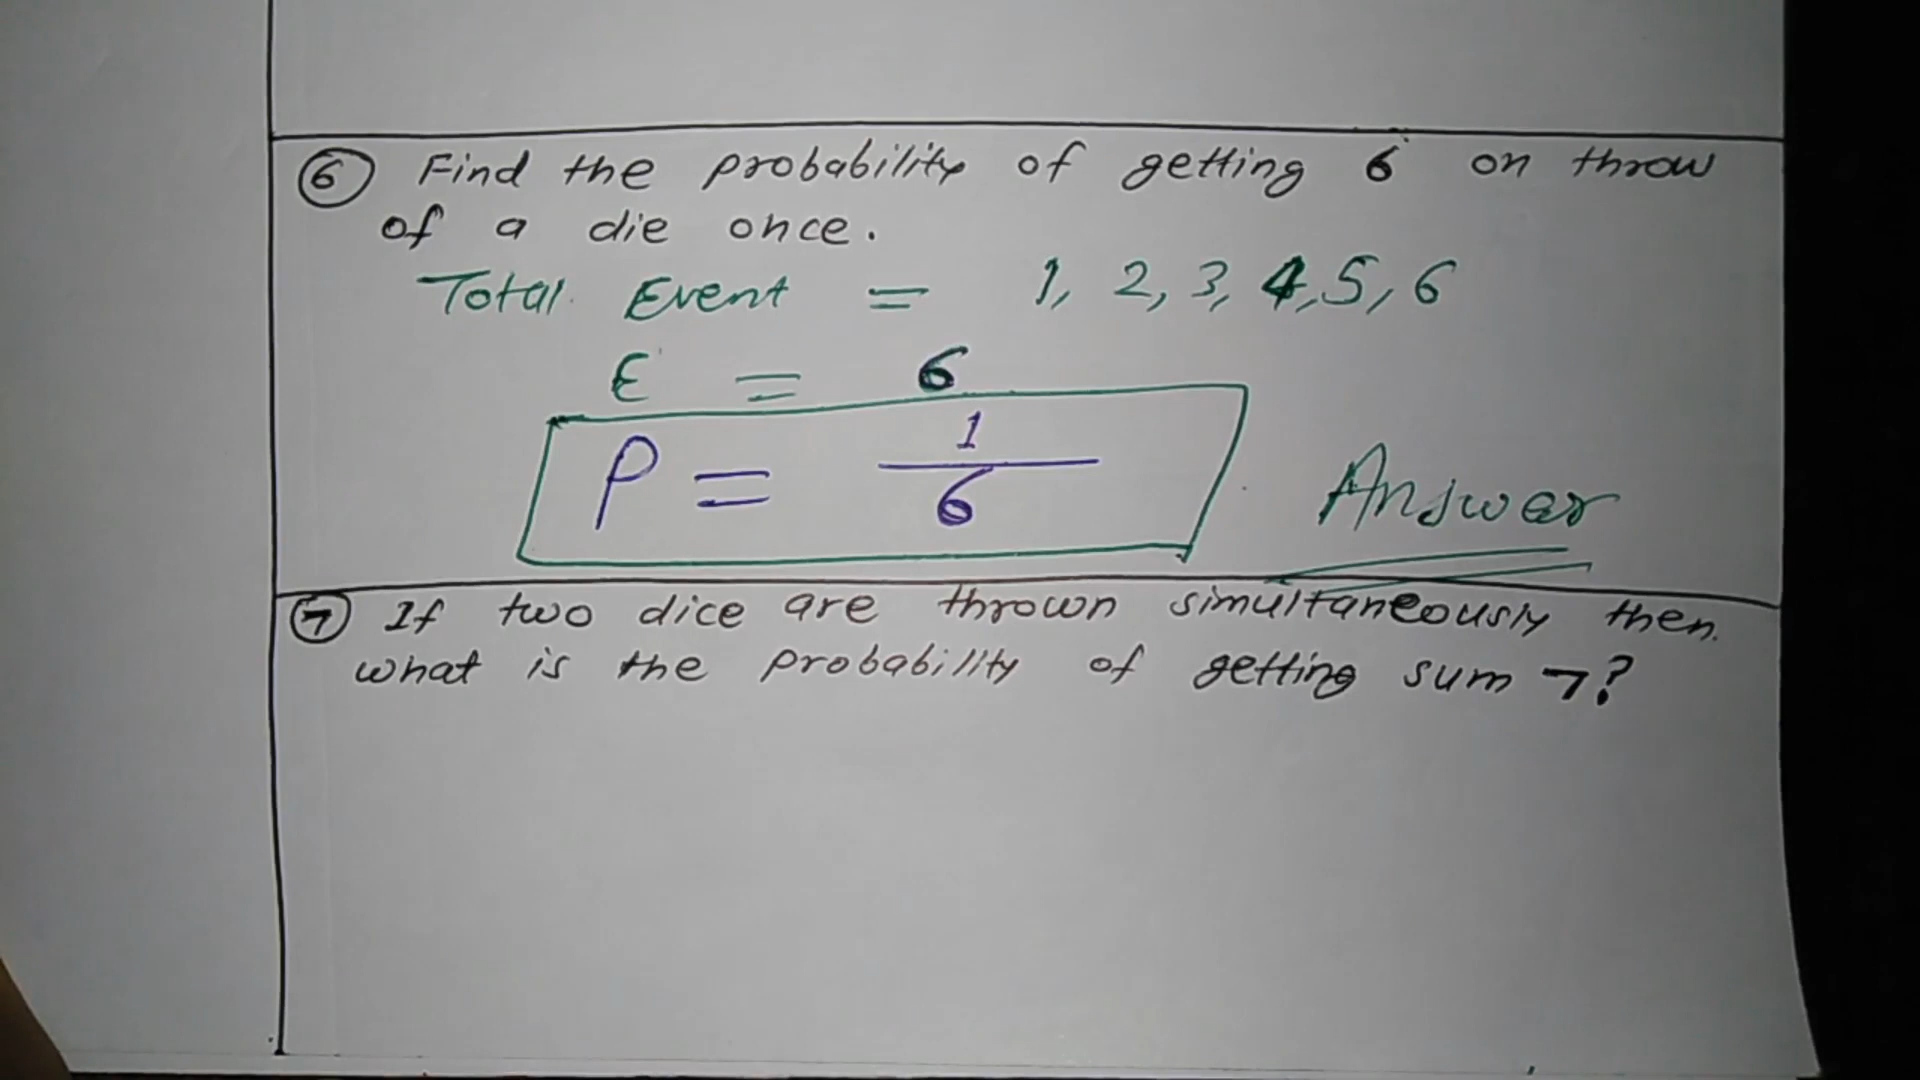 ⑥ Find the probability of getting 6 on throw
of a die once.
Total Event = 1, 2, 3, 4, 5, 6
E = 6
P = 1/6
Answer
⑦ If two dice are thrown simultaneously then.
what is the probability of getting sum 7?